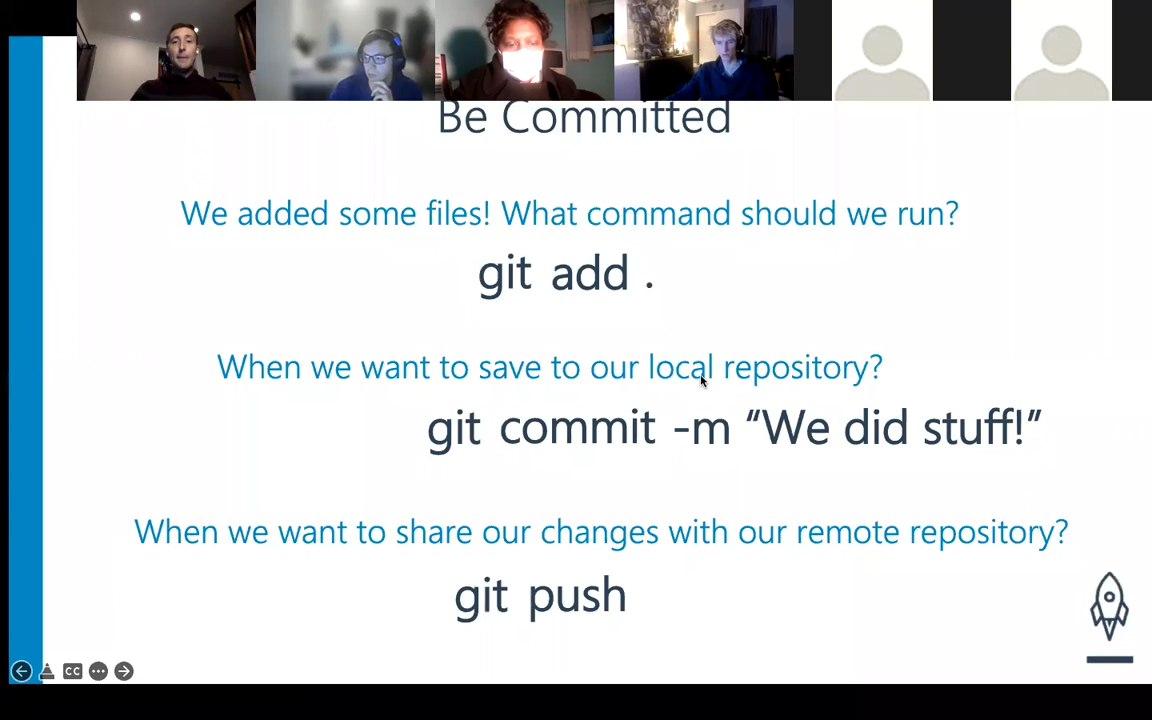 Be Committed
We added some files! What command should we run?
git add .
When we want to save to our local repository?
git commit -m “We did stuff!”
When we want to share our changes with our remote repository?
git push
CC